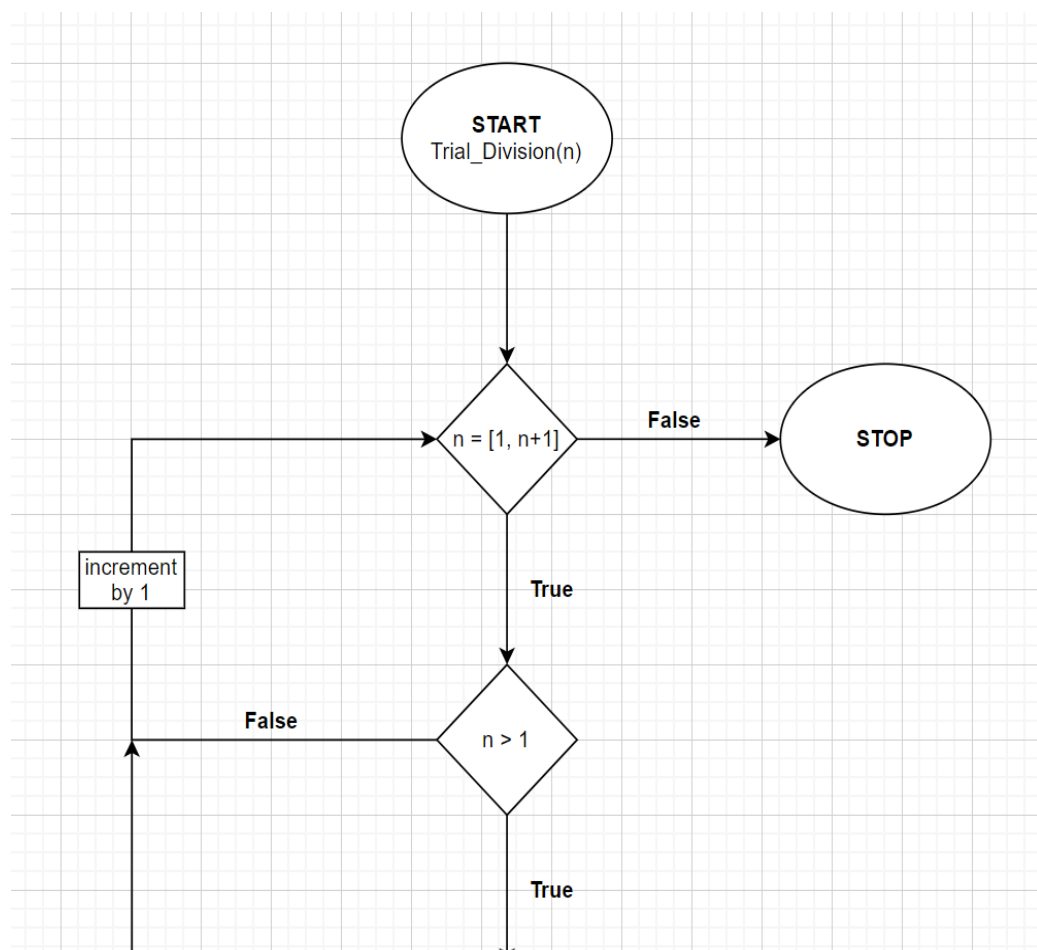 START
Trial_Division(n)
n = [1, n+1]
False
STOP
increment
by 1
True
False
n > 1
True